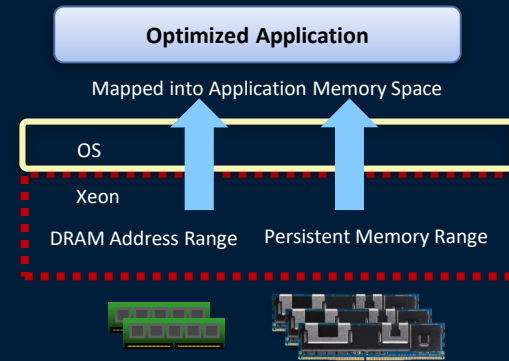 Optimized Application
Mapped into Application Memory Space
OS
Xeon
DRAM Address Range
Persistent Memory Range